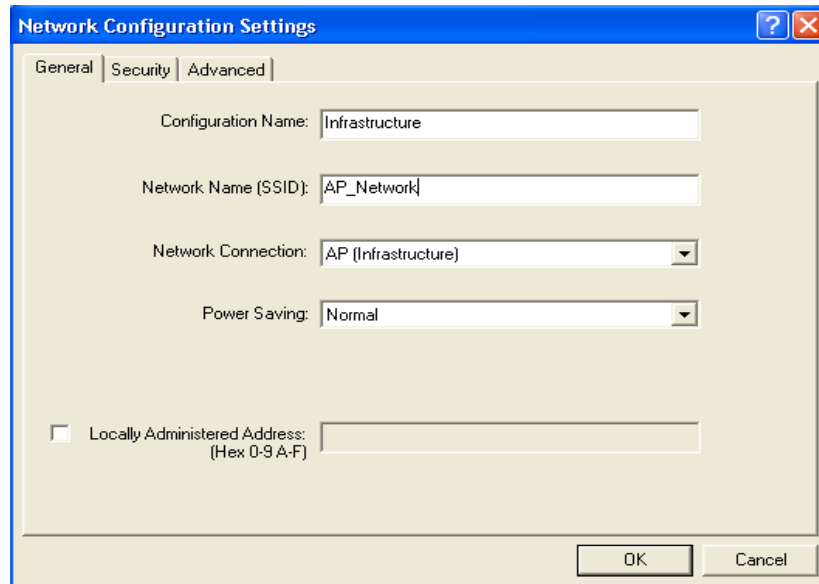 Network Configuration Settings
General Security Advanced
Configuration Name: Infrastructure
Network Name (SSID): AP_Network
Network Connection: AP (Infrastructure)
Power Saving: Normal
Locally Administered Address:
(Hex 0-9 A-F)
OK Cancel